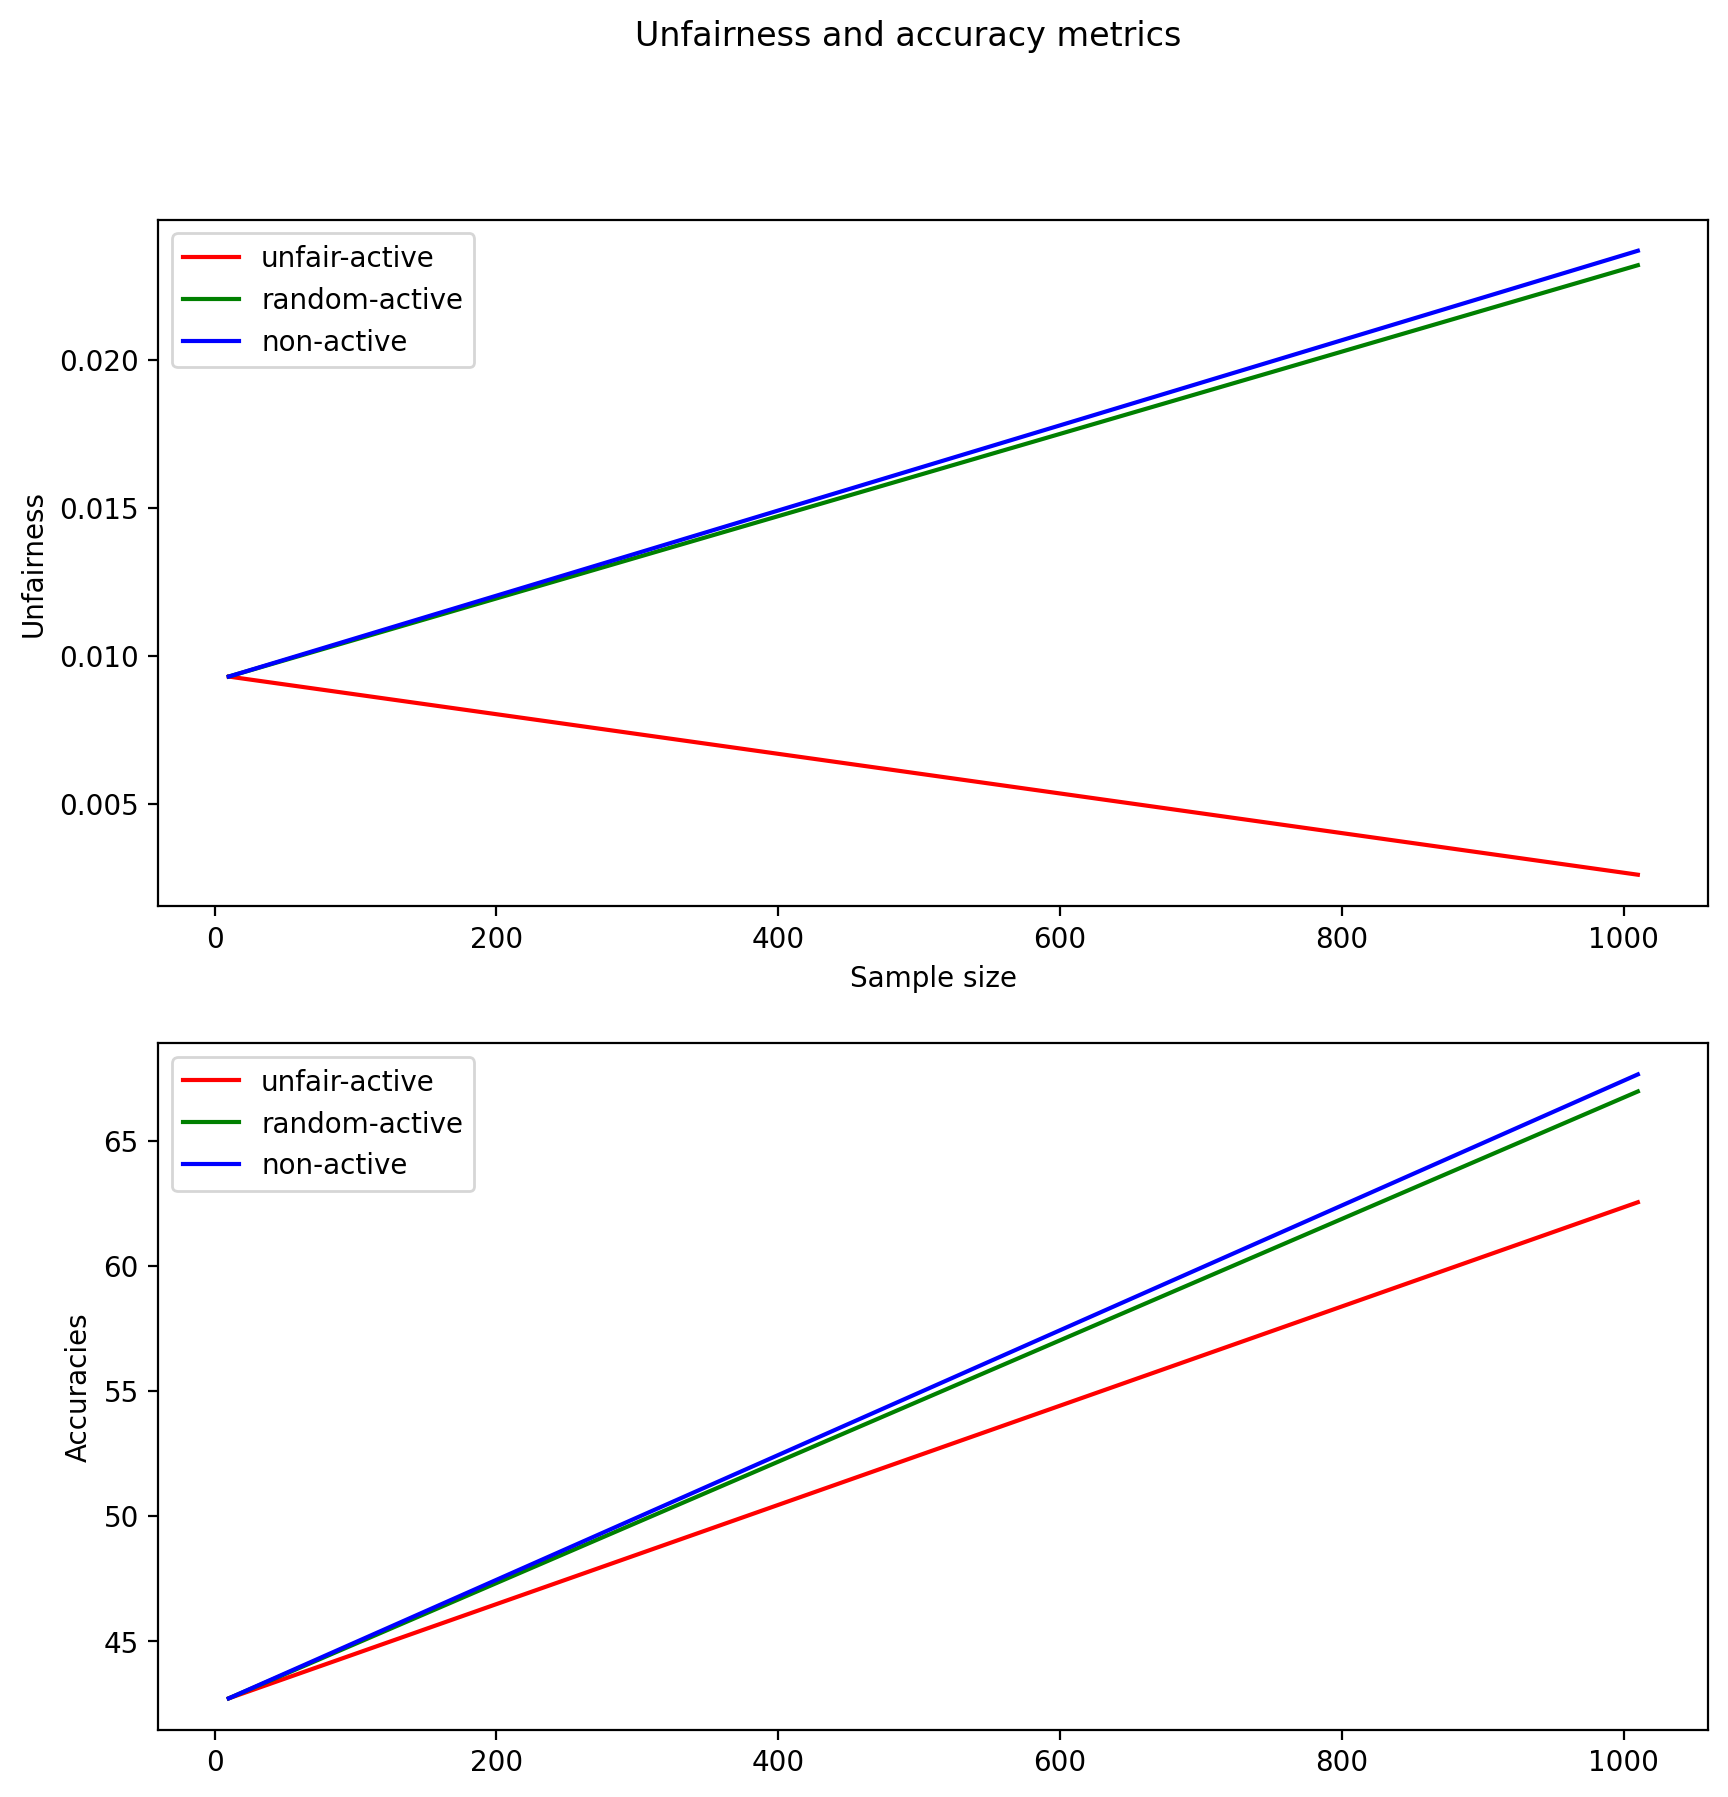 Unfairness and accuracy metrics
unfair-active
random-active
non-active
0.020
0.015
0.010
0.005
Unfairness
0 200 400 600 800 1000
Sample size
unfair-active
random-active
non-active
65
60
55
50
45
Accuracies
0 200 400 600 800 1000